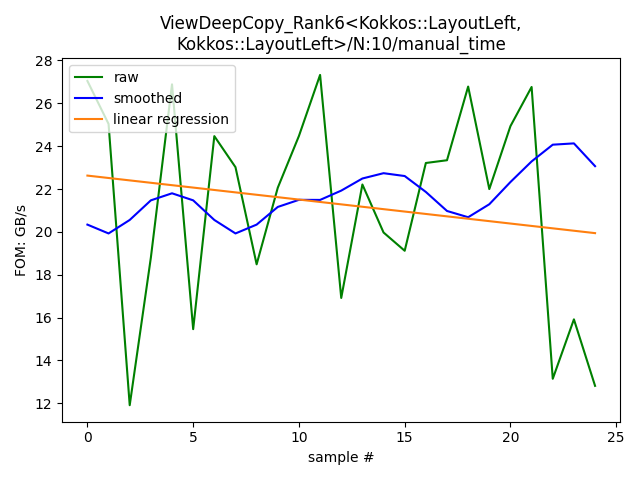 ViewDeepCopy_Rank6<Kokkos::LayoutLeft,
Kokkos::LayoutLeft>/N:10/manual_time
raw
smoothed
linear regression
FOM: GB/s
28
26
24
22
20
18
16
14
12
0
5
10
15
20
25
sample #